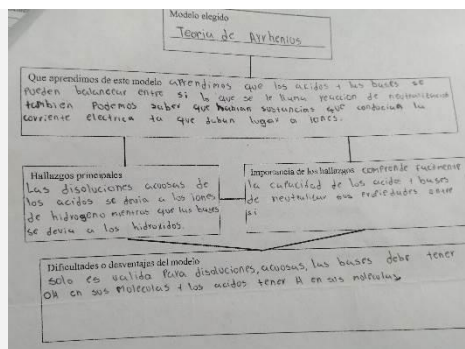 Modelo elegido
Teoria de Arrhenios
Que aprendimos de este modelo aprendimos que los acidos y las bases se
pueden balancear entre si lo que se le llama reacion de neutralizacion
tambien Podemos saber que habian sustancias que conducian la
corriente electrica ya que daban lugar a iones.
Hallazgos principales
Las disoluciones acuosas de
los acidos se devia a los iones
de hidrogeno mientras que las bases
se devia a los hidroxidos.
Importancia de los hallazgos comprende facilmente
la capacidad de los acidos y bases
de neutralizar sus propiedades entre
si
Dificultades o desventajas del modelo
solo es valida para disoluciones, acuosas, las bases debe tener
OH en sus moleculas y los acidos tener H en sus moleculas